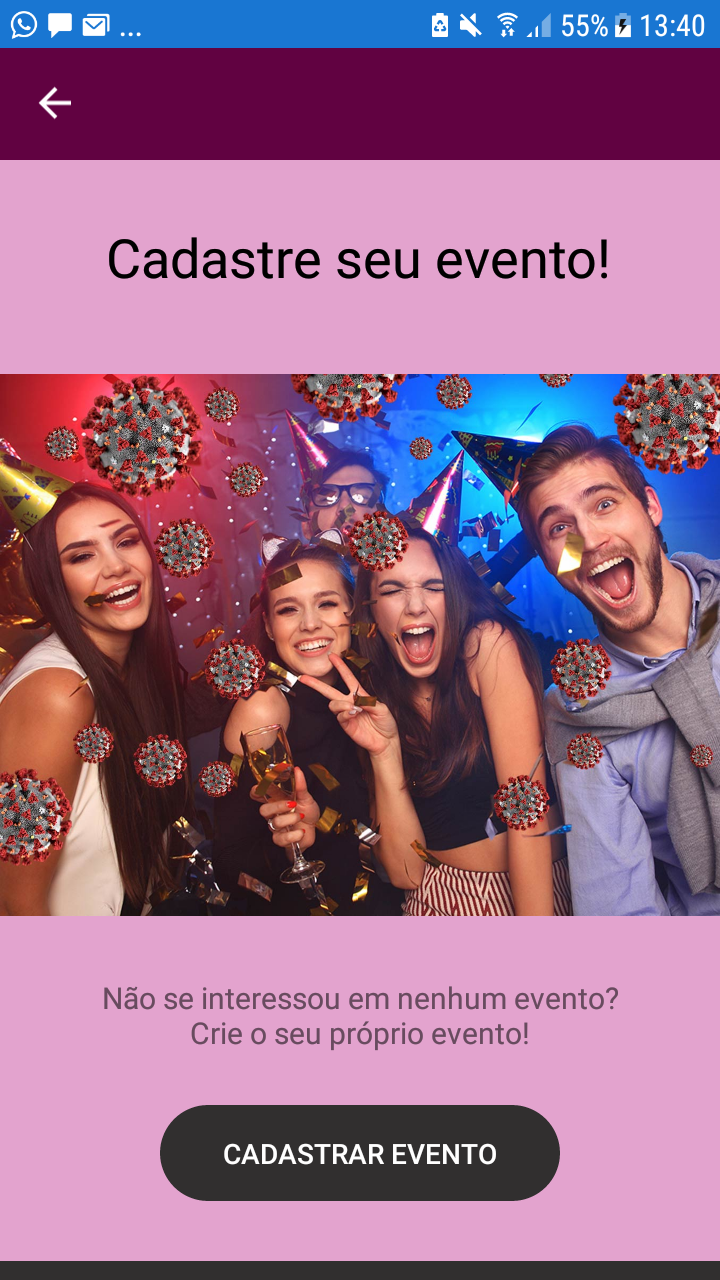 ... 55% 13:40
Cadastre seu evento!
Não se interessou em nenhum evento?
Crie o seu próprio evento!
CADASTRAR EVENTO